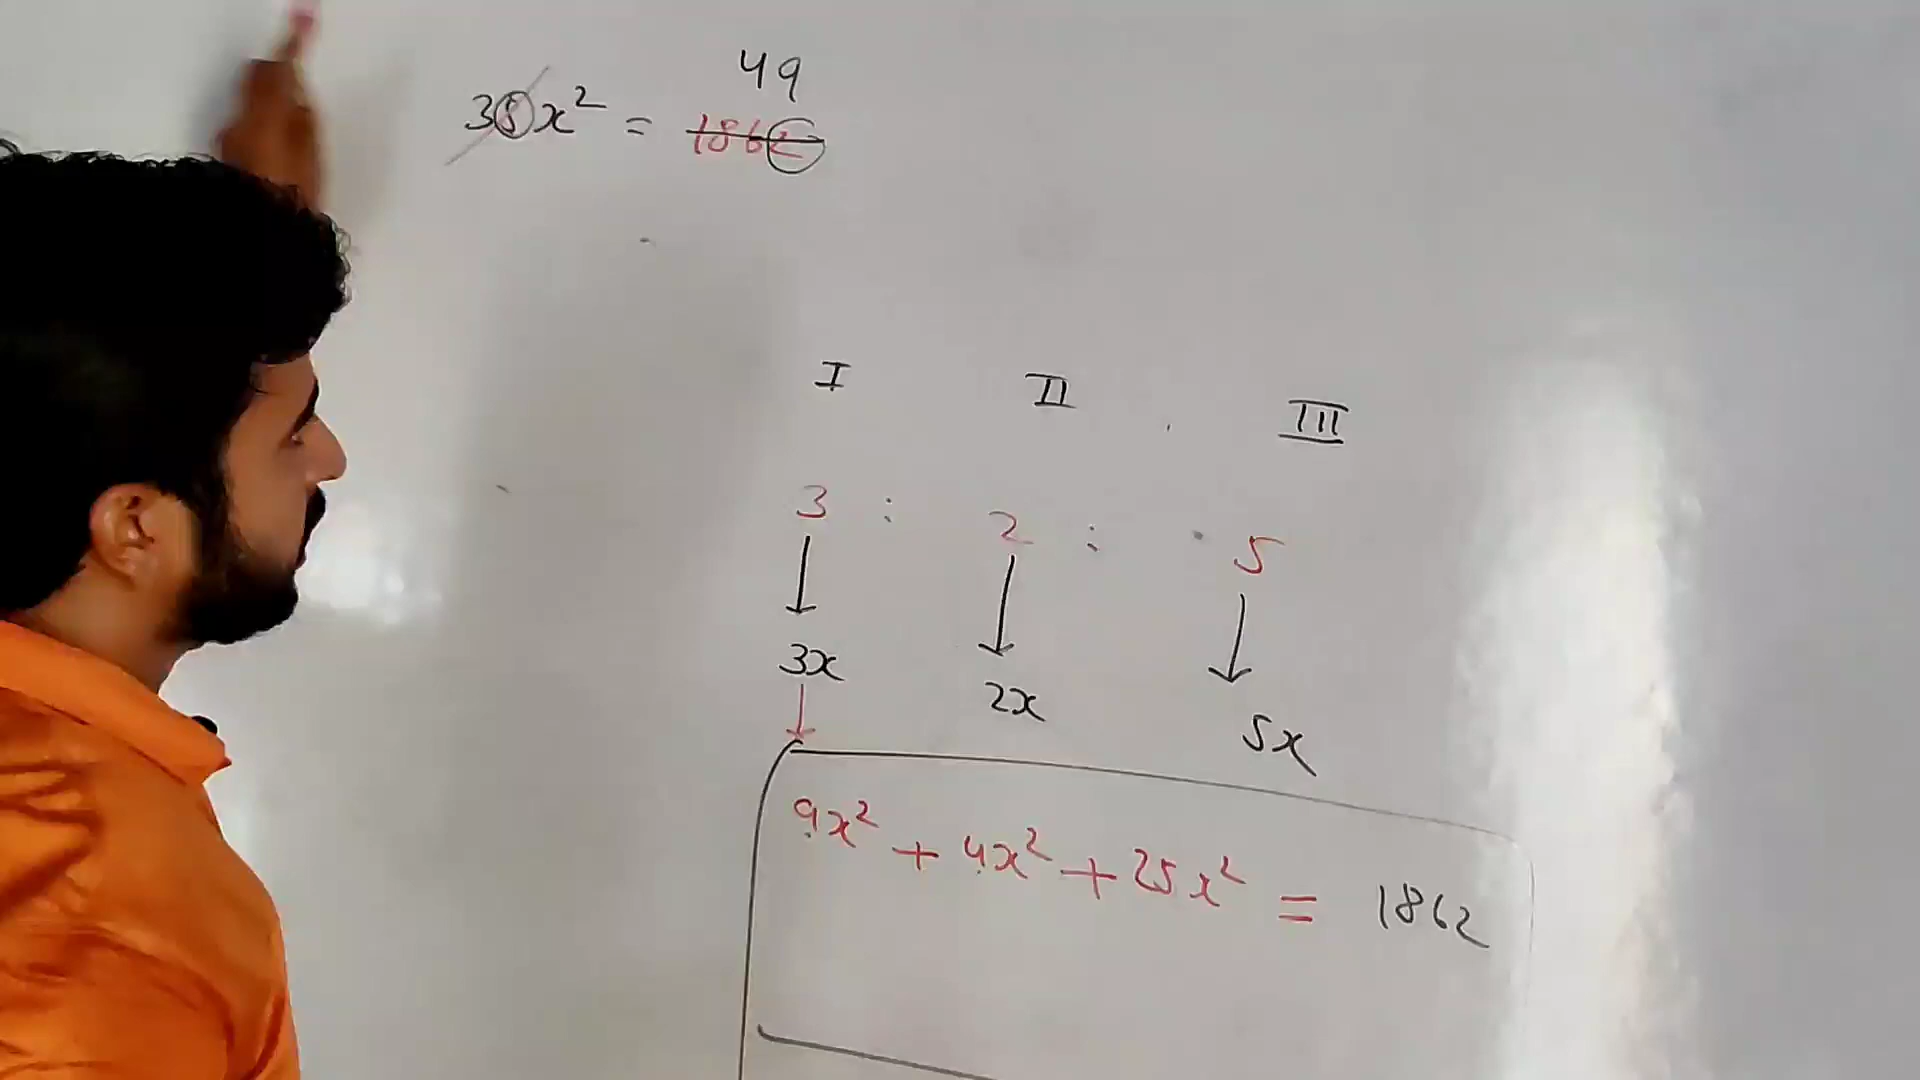 49
38x² = 1862
I II III
3 : 2 : 5
3x 2x 5x
9x² + 4x² + 25x² = 1862